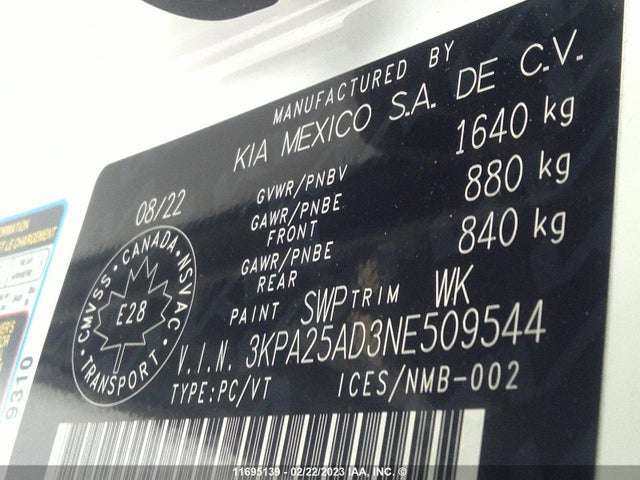 MANUFACTURED BY
KIA MEXICO S.A. DE C.V.
08/22
GVWR/PNBV 1640 kg
GAWR/PNBE FRONT 880 kg
GAWR/PNBE REAR 840 kg
PAINT SWP TRIM WK
V.I.N. 3KPA25AD3NE509544
TYPE:PC/VT ICES/NMB-002
CMVSS • CANADA • NSVAC • TRANSPORT •
E28
LE CHARGEMENT
9310
11695139 - 02/22/2023 IAA, INC. ©